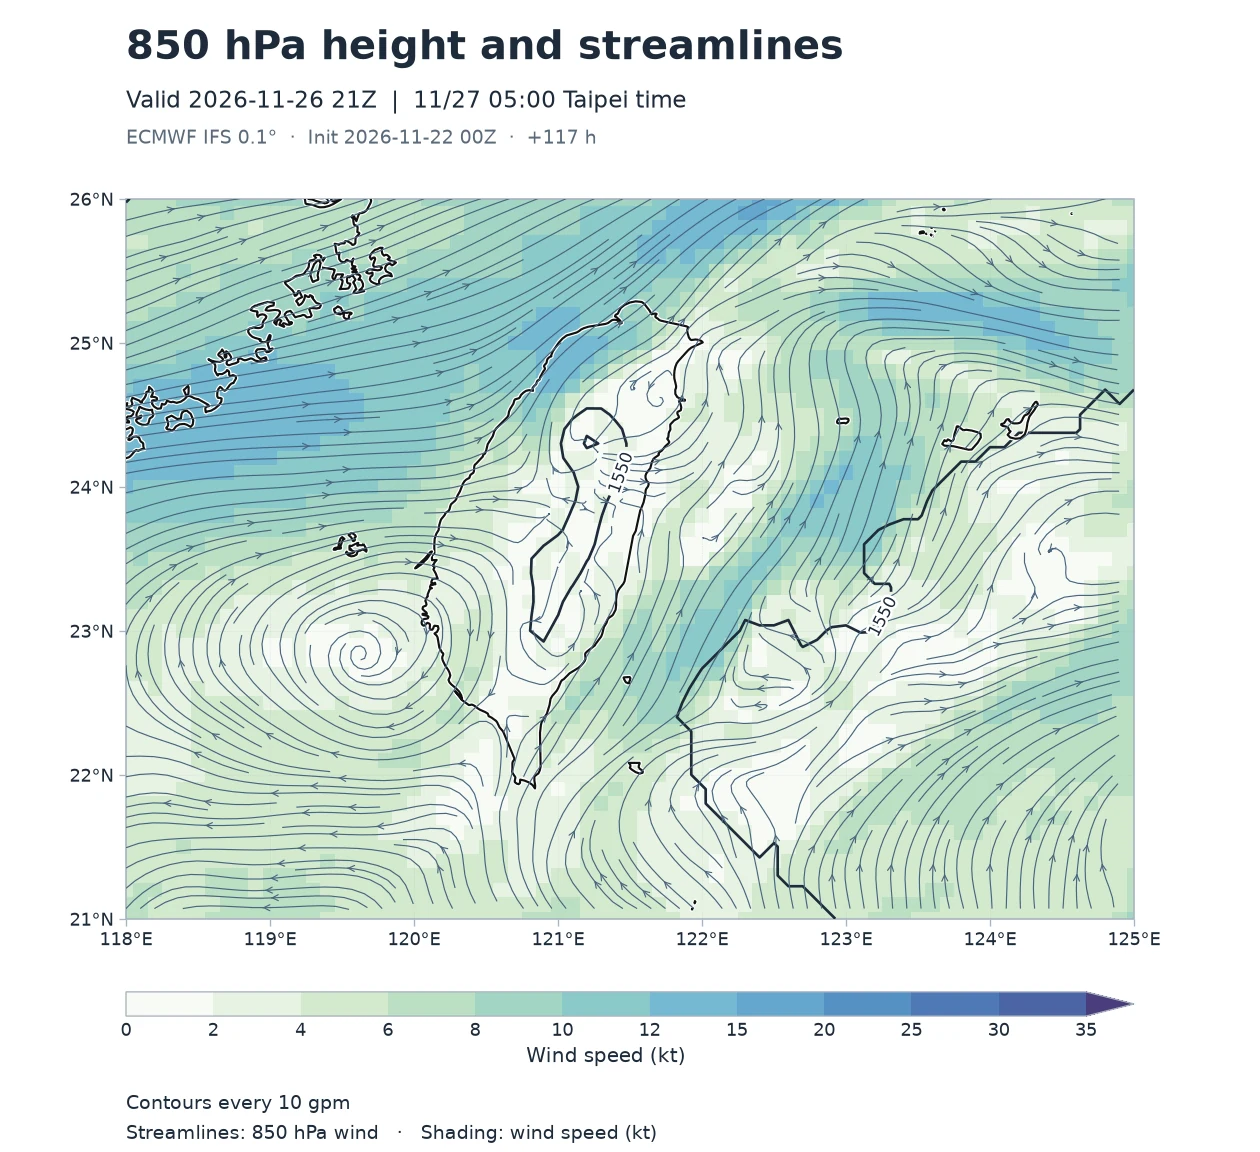 850 hPa height and streamlines
Valid 2026-11-26 21Z | 11/27 05:00 Taipei time
ECMWF IFS 0.1° · Init 2026-11-22 00Z · +117 h
26°N
25°N
24°N
23°N
22°N
21°N
1550
1550
118°E 119°E 120°E 121°E 122°E 123°E 124°E 125°E
0 2 4 6 8 10 12 15 20 25 30 35
Wind speed (kt)
Contours every 10 gpm
Streamlines: 850 hPa wind · Shading: wind speed (kt)